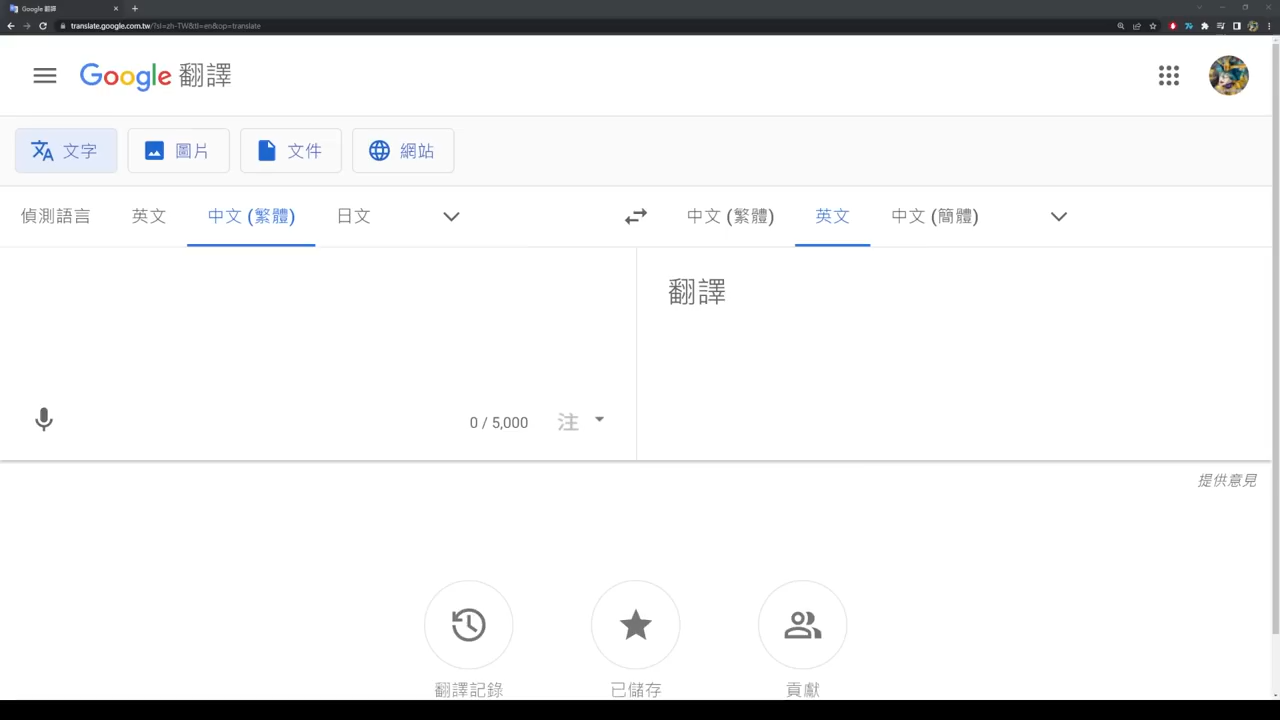 Google 翻譯
translate.google.com.tw/?sl=zh-TW&tl=en&op=translate
Google 翻譯
文字 圖片 文件 網站
偵測語言 英文 中文 (繁體) 日文 中文 (繁體) 英文 中文 (簡體)
翻譯
0 / 5,000 注
提供意見
翻譯記錄 已儲存 貢獻